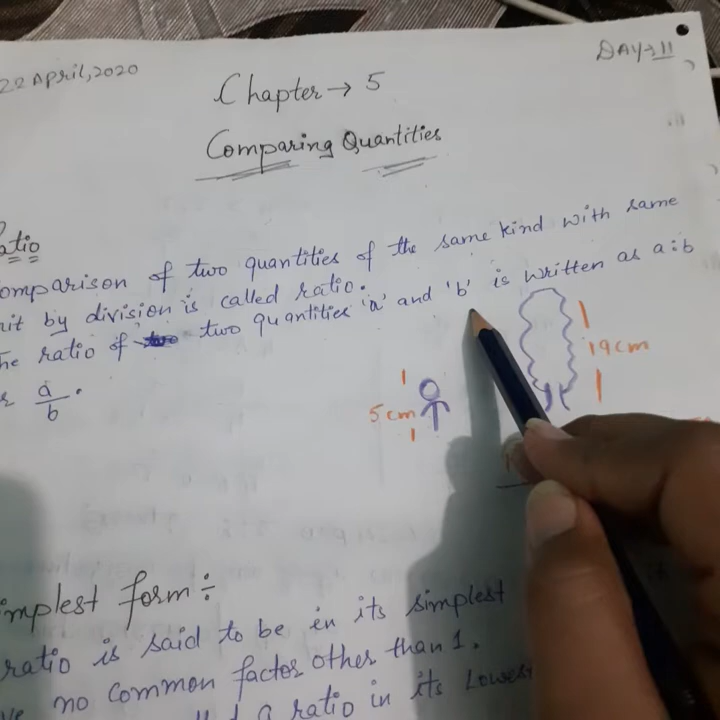 22 April, 2020
DAY→11
Chapter → 5
Comparing Quantities
atio
omparison of two quantities of the same kind with same
nit by division is called ratio.
he ratio of two quantities 'a' and 'b' is written as a:b
r a/b.
19cm
5cm
implest form ÷
ratio is said to be in its simplest
ve no common factor other than 1.
a ratio in its Lowest